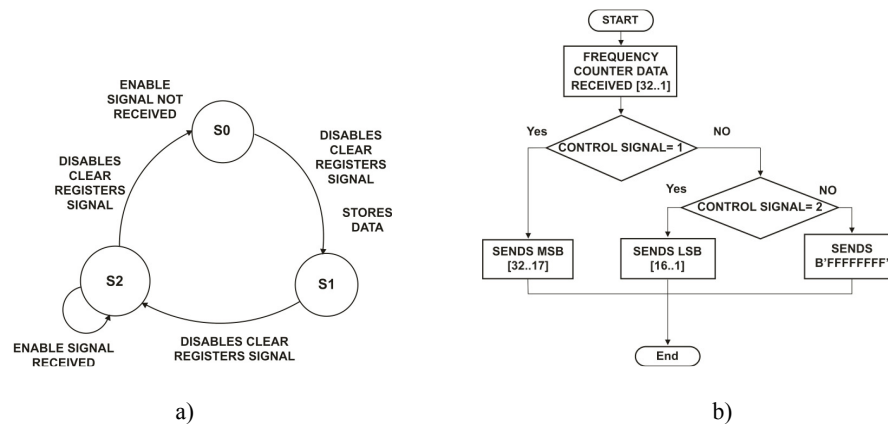 ENABLE
SIGNAL NOT
RECEIVED
S0
DISABLES
CLEAR
REGISTERS
SIGNAL
DISABLES
CLEAR
REGISTERS
SIGNAL
STORES
DATA
S2
S1
DISABLES CLEAR
REGISTERS SIGNAL
ENABLE SIGNAL
RECEIVED
a)
START
FREQUENCY
COUNTER DATA
RECEIVED [32..1]
Yes
NO
CONTROL SIGNAL= 1
Yes
NO
CONTROL SIGNAL= 2
SENDS MSB
[32..17]
SENDS LSB
[16..1]
SENDS
B'FFFFFFFF'
End
b)